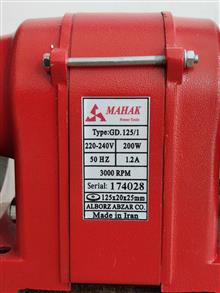 MAHAK
Power Tools
Type:GD.125/1
220-240V 200W
50 HZ 1.2A
3000 RPM
Serial: 174028
125x20x25mm
ALBORZ ABZAR CO.
Made in Iran